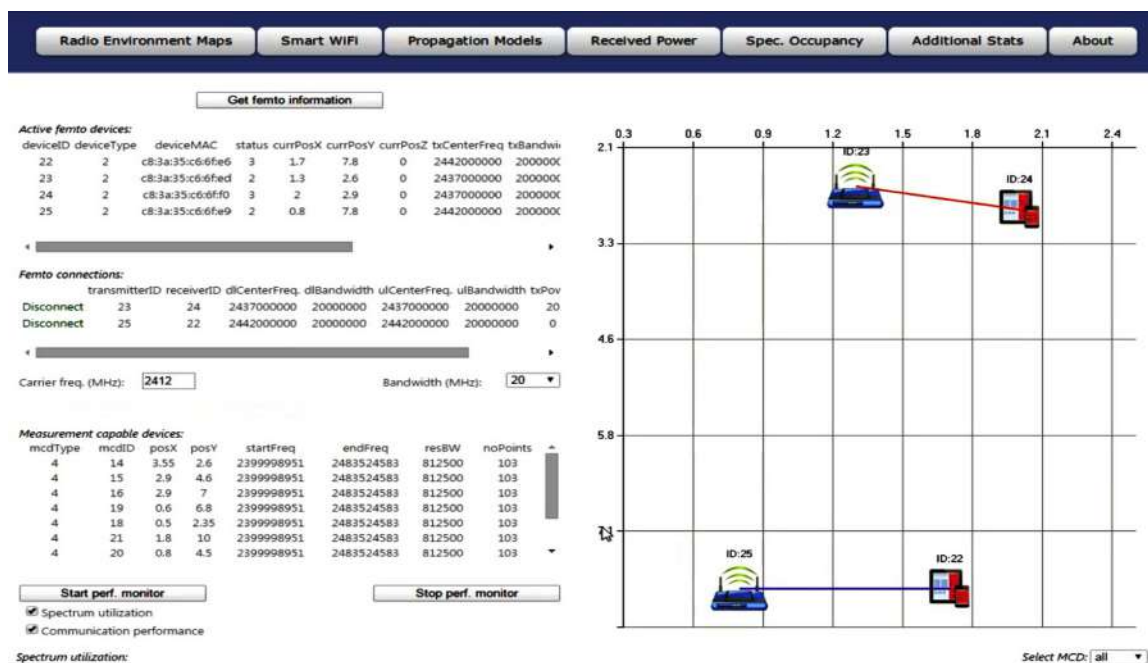 Radio Environment Maps Smart WiFi Propagation Models Received Power Spec. Occupancy Additional Stats About
Get femto information
Active femto devices:
deviceID deviceType deviceMAC status currPosX currPosY currPosZ txCenterFreq txBandwi
22 2 c8:3a:35:c6:6f:e6 3 1.7 7.8 0 2442000000 2000000
23 2 c8:3a:35:c6:6f:ed 2 1.3 2.6 0 2437000000 2000000
24 2 c8:3a:35:c6:6f:f0 3 2 2.9 0 2437000000 2000000
25 2 c8:3a:35:c6:6f:e9 2 0.8 7.8 0 2442000000 2000000
Femto connections:
transmitterID receiverID dlCenterFreq. dlBandwidth ulCenterFreq. ulBandwidth txPow
Disconnect 23 24 2437000000 20000000 2437000000 20000000 20
Disconnect 25 22 2442000000 20000000 2442000000 20000000 0
Carrier freq. (MHz): 2412 Bandwidth (MHz): 20
Measurement capable devices:
mcdType mcdID posX posY startFreq endFreq resBW noPoints
4 14 3.55 2.6 2399998951 2483524583 812500 103
4 15 2.9 4.6 2399998951 2483524583 812500 103
4 16 2.9 7 2399998951 2483524583 812500 103
4 19 0.6 6.8 2399998951 2483524583 812500 103
4 18 0.5 2.35 2399998951 2483524583 812500 103
4 21 1.8 10 2399998951 2483524583 812500 103
4 20 0.8 4.5 2399998951 2483524583 812500 103
Start perf. monitor Stop perf. monitor
Spectrum utilization
Communication performance
Spectrum utilization:
0.3 0.6 0.9 1.2 1.5 1.8 2.1 2.4
2.1
ID:23
ID:24
3.3
4.6
5.8
ID:25
ID:22
Select MCD: all